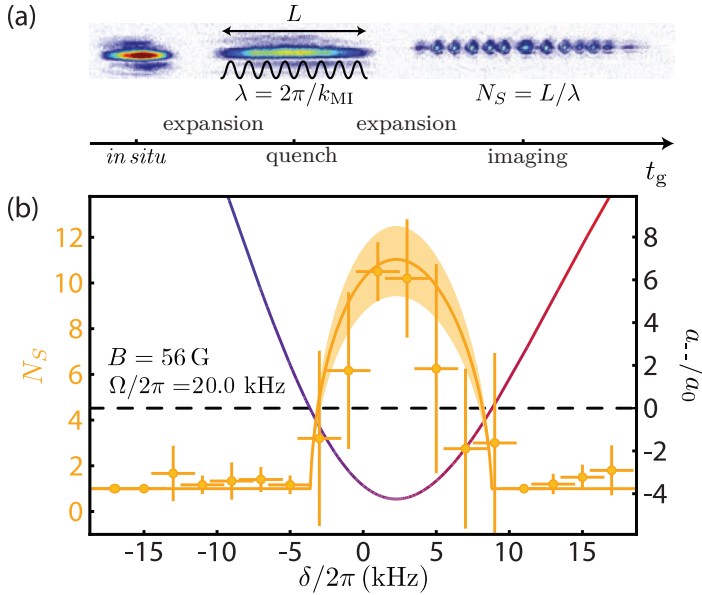 (a)
L
λ = 2π/k_MI
N_S = L/λ
expansion
expansion
in situ
quench
imaging
t_g
(b)
12
10
8
6
4
2
0
N_S
B = 56 G
Ω/2π = 20.0 kHz
8
6
4
2
0
-2
-4
a_--/a_0
-15
-10
-5
0
5
10
15
δ/2π (kHz)